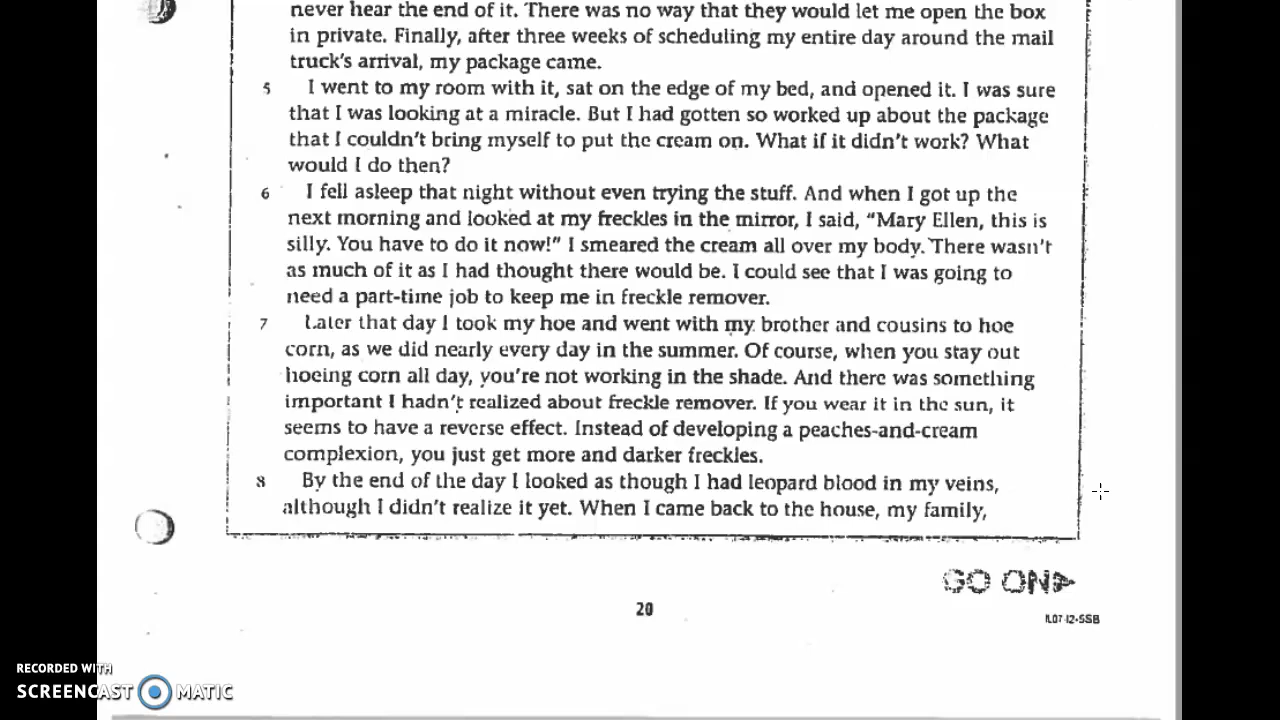 never hear the end of it. There was no way that they would let me open the box
in private. Finally, after three weeks of scheduling my entire day around the mail
truck's arrival, my package came.
5 I went to my room with it, sat on the edge of my bed, and opened it. I was sure
that I was looking at a miracle. But I had gotten so worked up about the package
that I couldn't bring myself to put the cream on. What if it didn't work? What
would I do then?
6 I fell asleep that night without even trying the stuff. And when I got up the
next morning and looked at my freckles in the mirror, I said, "Mary Ellen, this is
silly. You have to do it now!" I smeared the cream all over my body. There wasn't
as much of it as I had thought there would be. I could see that I was going to
need a part-time job to keep me in freckle remover.
7 Later that day I took my hoe and went with my brother and cousins to hoe
corn, as we did nearly every day in the summer. Of course, when you stay out
hoeing corn all day, you're not working in the shade. And there was something
important I hadn't realized about freckle remover. If you wear it in the sun, it
seems to have a reverse effect. Instead of developing a peaches-and-cream
complexion, you just get more and darker freckles.
8 By the end of the day I looked as though I had leopard blood in my veins,
although I didn't realize it yet. When I came back to the house, my family,
GO ON
20
IL07-12-SSB
RECORDED WITH
SCREENCAST MATIC